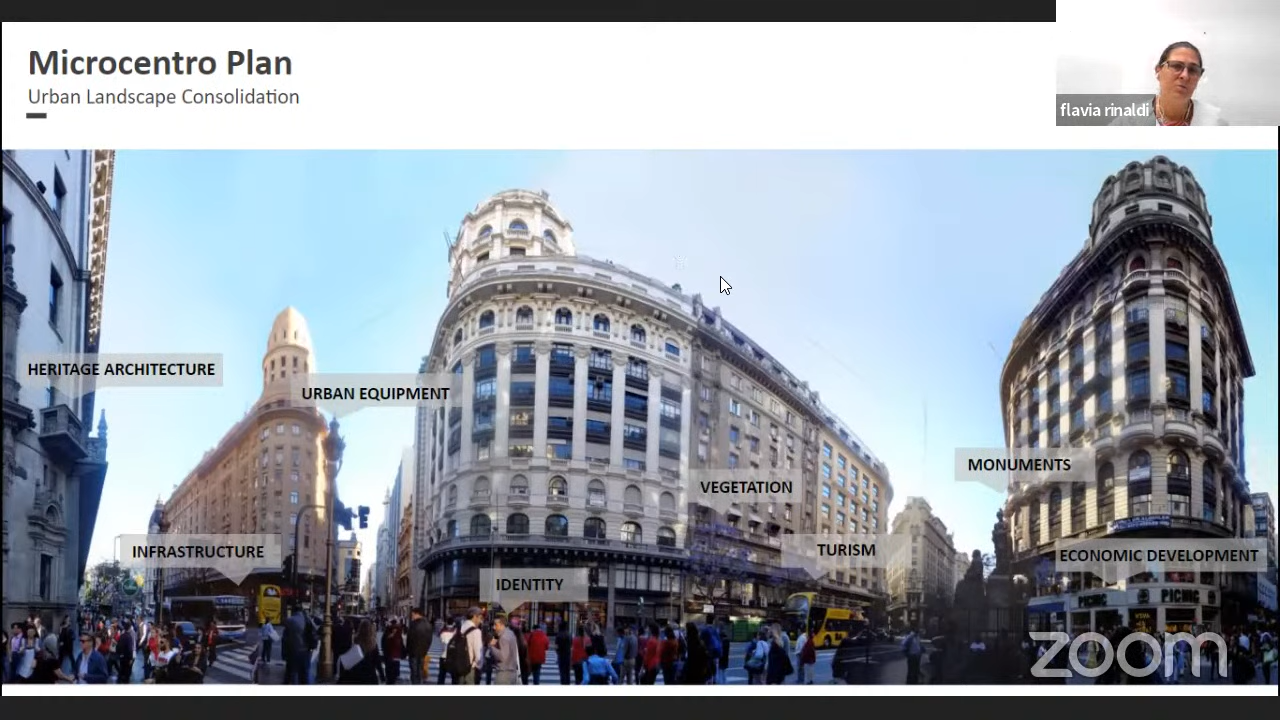 Microcentro Plan
Urban Landscape Consolidation
flavia rinaldi
HERITAGE ARCHITECTURE
URBAN EQUIPMENT
MONUMENTS
VEGETATION
INFRASTRUCTURE
TURISM
ECONOMIC DEVELOPMENT
IDENTITY
PICNIC
zoom